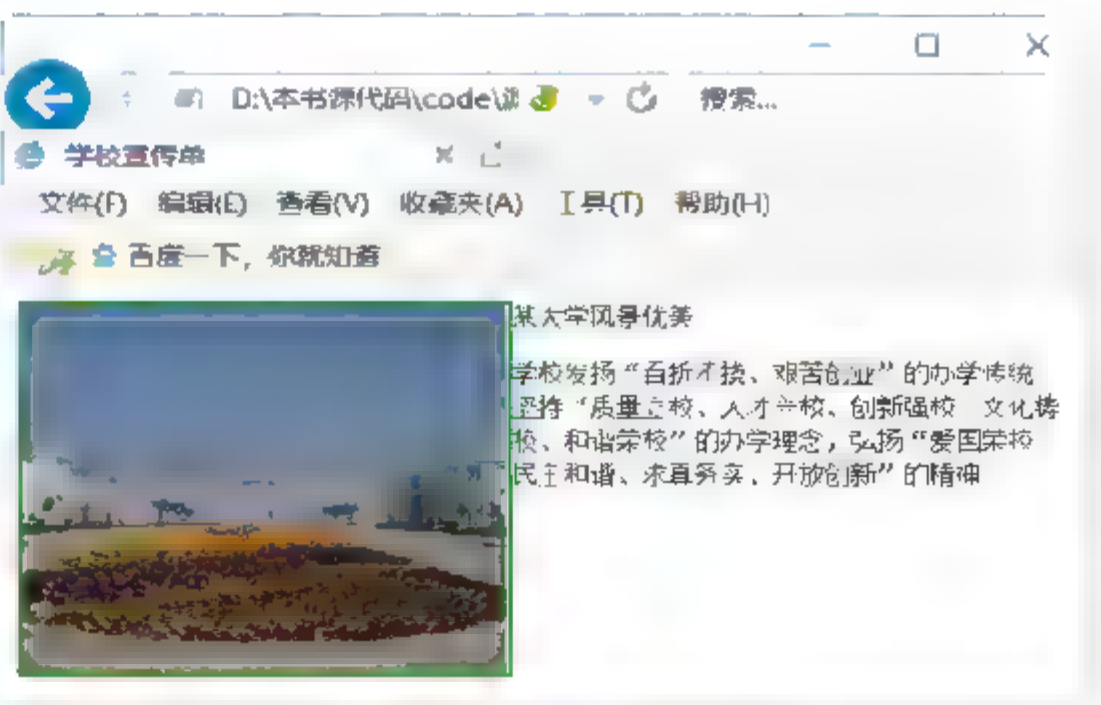 D:\本书源代码\code\源 搜索...
学校宣传单
文件(F) 编辑(E) 查看(V) 收藏夹(A) 工具(T) 帮助(H)
百度一下，你就知道
某大学风景优美
学校发扬“百折不挠、艰苦创业”的办学传统
坚持“质量立校、人才兴校、创新强校 文化铸
校、和谐荣校”的办学理念，弘扬“爱国荣校
民主和谐、求真务实、开放创新”的精神